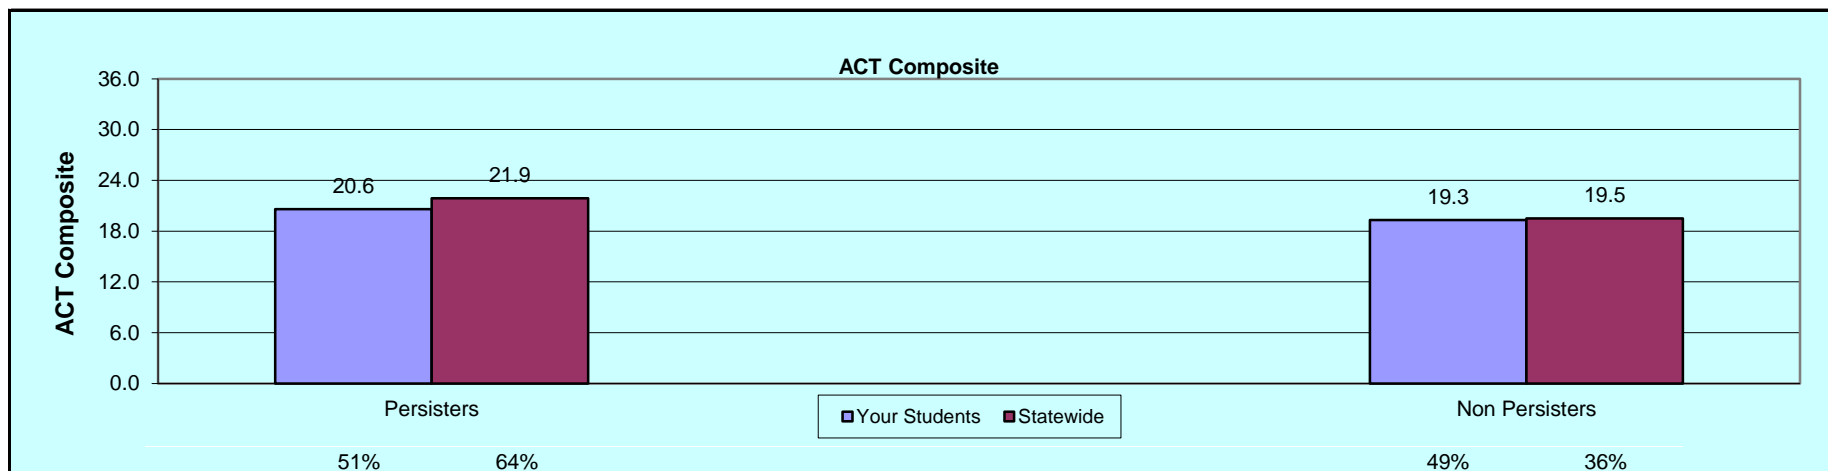 ACT Composite
36.0
30.0
24.0
18.0
12.0
6.0
0.0
ACT Composite
20.6
21.9
19.3
19.5
Persisters
Non Persisters
Your Students
Statewide
51%
64%
49%
36%